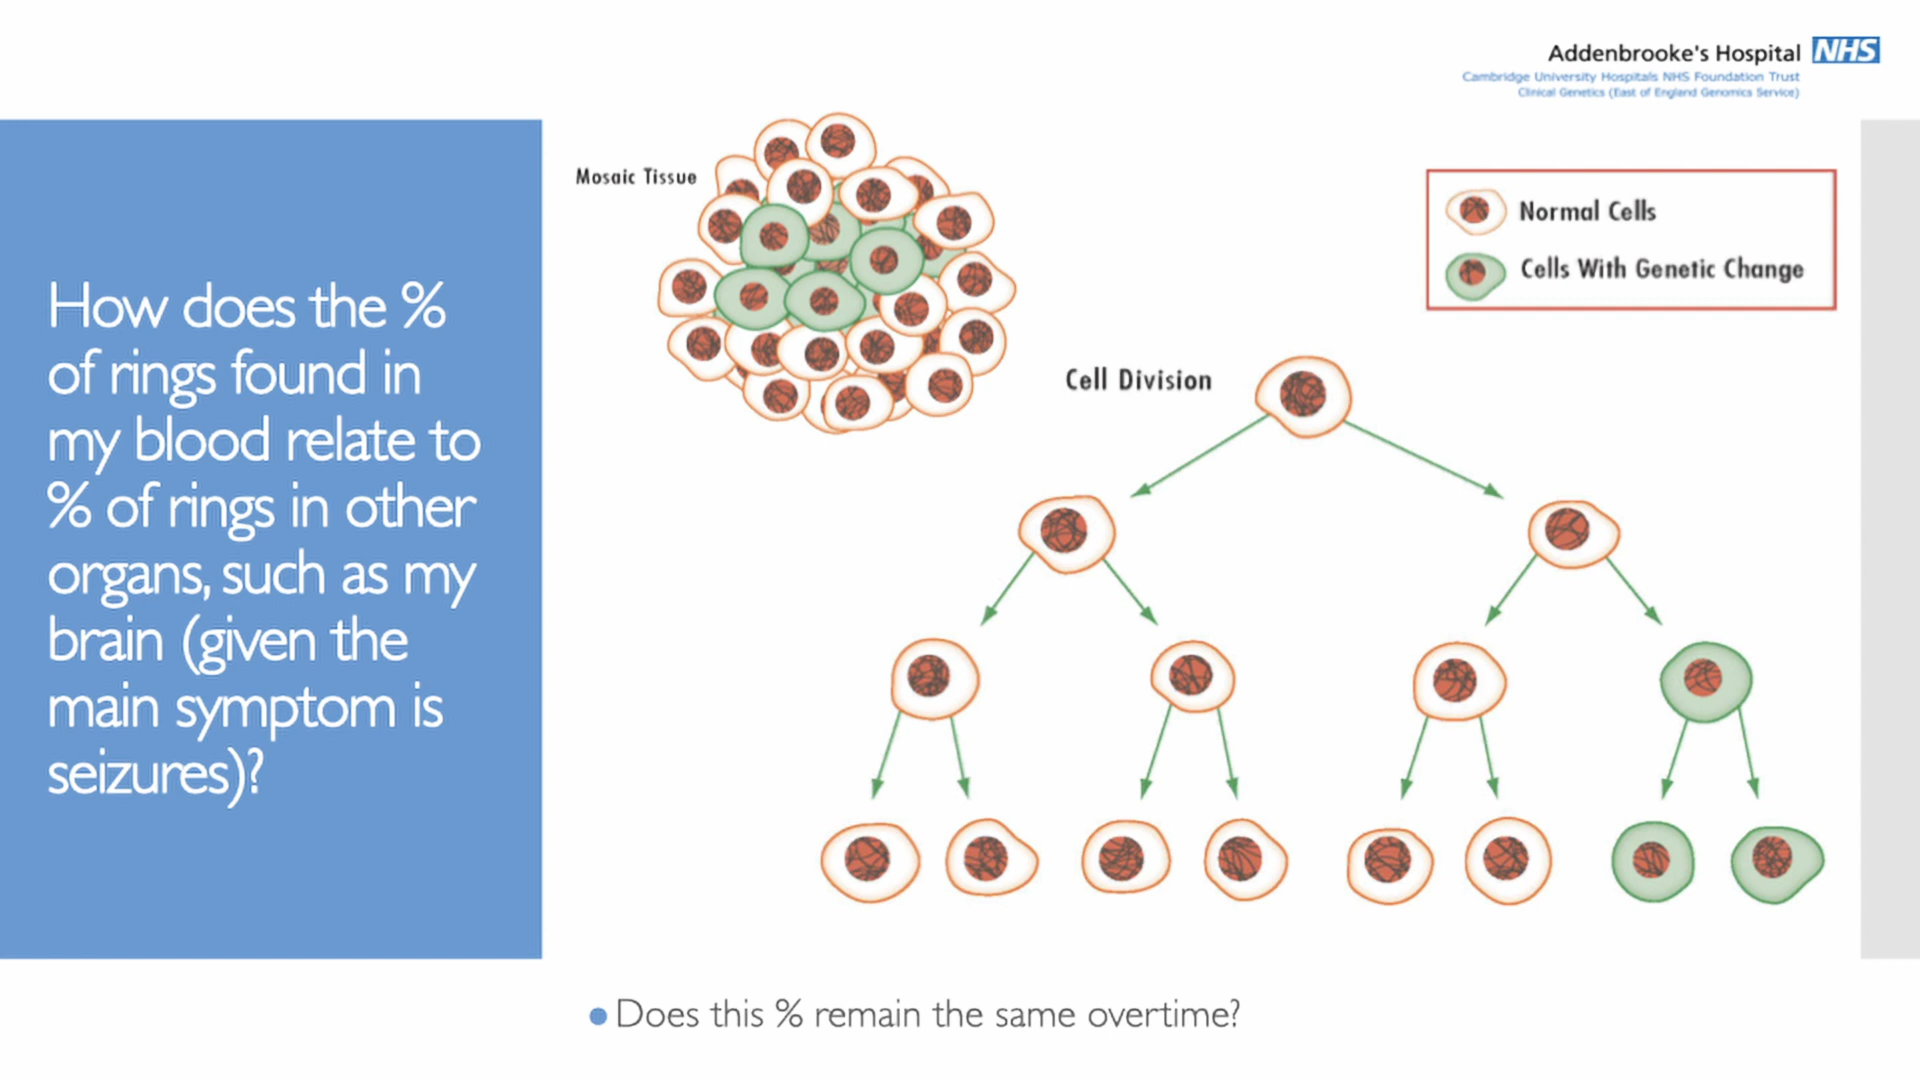 Addenbrooke's Hospital NHS
Cambridge University Hospitals NHS Foundation Trust
Clinical Genetics (East of England Genomics Service)
How does the %
of rings found in
my blood relate to
% of rings in other
organs, such as my
brain (given the
main symptom is
seizures)?
Mosaic Tissue
Normal Cells
Cells With Genetic Change
Cell Division
Does this % remain the same overtime?